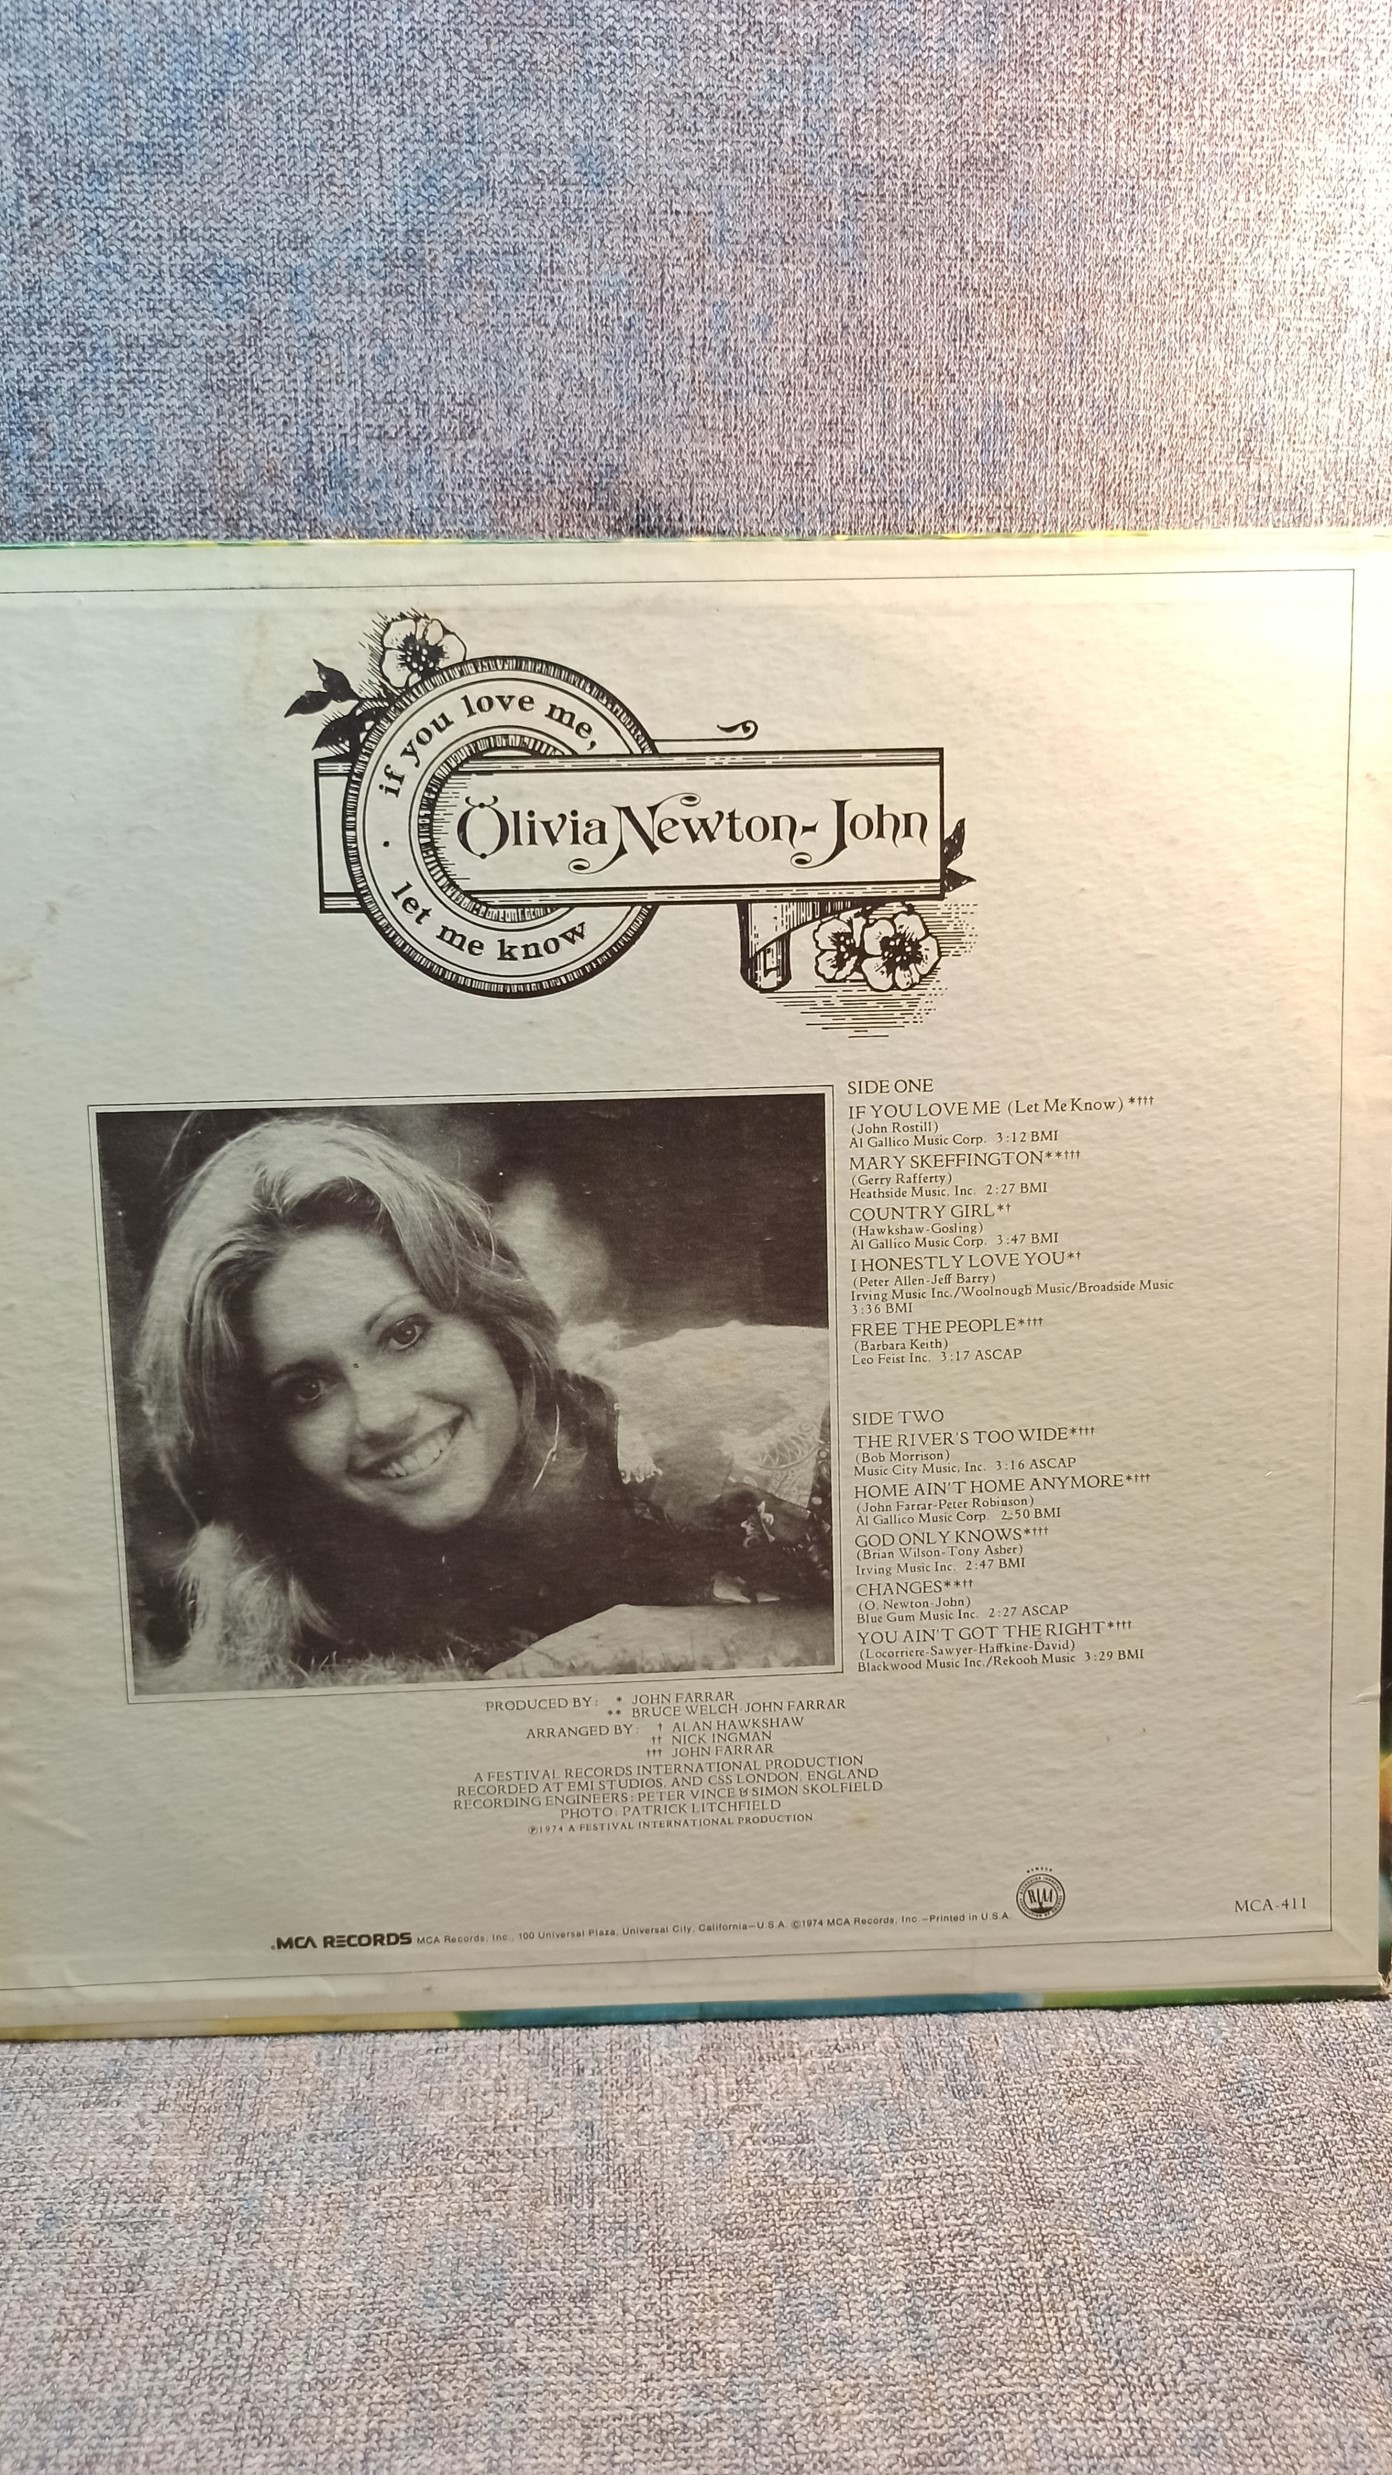 if you love me,
let me know
Olivia Newton-John
SIDE ONE
IF YOU LOVE ME (Let Me Know) *†††
(John Rostill)
Al Gallico Music Corp. 3:12 BMI
MARY SKEFFINGTON**†††
(Gerry Rafferty)
Heathside Music, Inc. 2:27 BMI
COUNTRY GIRL*†
(Hawkshaw-Gosling)
Al Gallico Music Corp. 3:47 BMI
I HONESTLY LOVE YOU*†
(Peter Allen-Jeff Barry)
Irving Music Inc./Woolnough Music/Broadside Music
3:36 BMI
FREE THE PEOPLE*†††
(Barbara Keith)
Leo Feist Inc. 3:17 ASCAP
SIDE TWO
THE RIVER'S TOO WIDE*†††
(Bob Morrison)
Music City Music, Inc. 3:16 ASCAP
HOME AIN'T HOME ANYMORE*†††
(John Farrar-Peter Robinson)
Al Gallico Music Corp. 2:50 BMI
GOD ONLY KNOWS*†††
(Brian Wilson-Tony Asher)
Irving Music Inc. 2:47 BMI
CHANGES**††
(O. Newton-John)
Blue Gum Music Inc. 2:27 ASCAP
YOU AIN'T GOT THE RIGHT*†††
(Locorriere-Sawyer-Haffkine-David)
Blackwood Music Inc./Rekooh Music 3:29 BMI
PRODUCED BY: * JOHN FARRAR
** BRUCE WELCH-JOHN FARRAR
ARRANGED BY: † ALAN HAWKSHAW
†† NICK INGMAN
††† JOHN FARRAR
A FESTIVAL RECORDS INTERNATIONAL PRODUCTION
RECORDED AT EMI STUDIOS, AND CSS LONDON, ENGLAND
RECORDING ENGINEERS: PETER VINCE & SIMON SKOLFIELD
PHOTO: PATRICK LITCHFIELD
℗1974 A FESTIVAL INTERNATIONAL PRODUCTION
MCA RECORDS MCA Records, Inc., 100 Universal Plaza, Universal City, California—U.S.A. ©1974 MCA Records, Inc.—Printed in U.S.A.
MCA-411